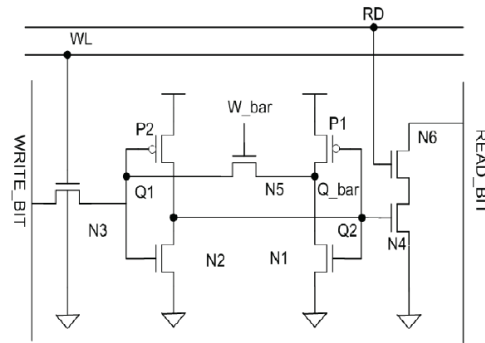 RD
WL
P2
W_bar
P1
N6
WRITE_BIT
READ_BIT
Q1
N5
Q_bar
N3
Q2
N4
N2
N1